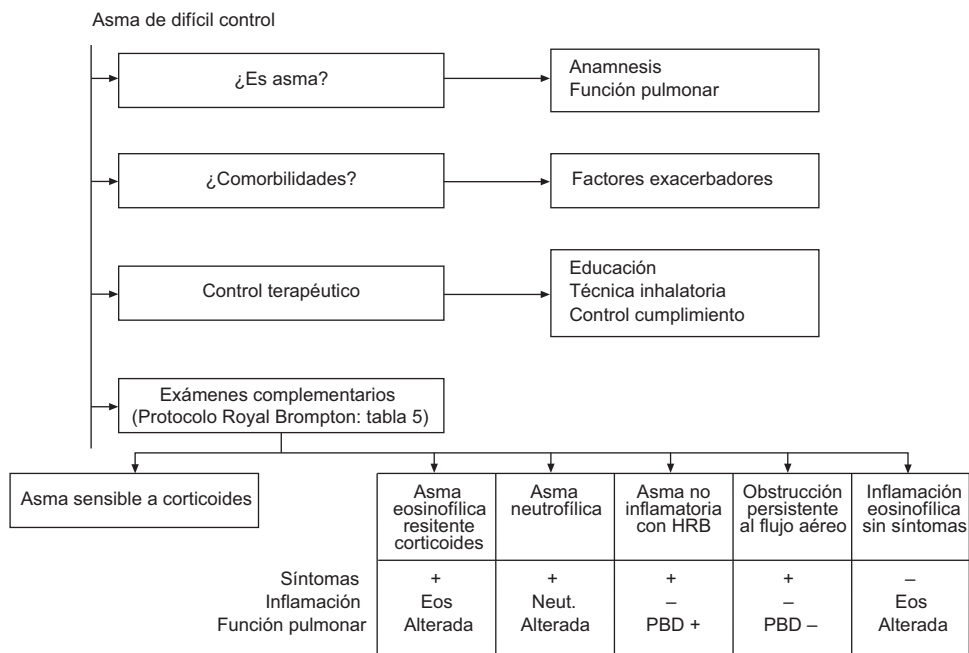 Asma de difícil control
¿Es asma?
Anamnesis
Función pulmonar
¿Comorbilidades?
Factores exacerbadores
Control terapéutico
Educación
Técnica inhalatoria
Control cumplimiento
Exámenes complementarios
(Protocolo Royal Brompton: tabla 5)
Asma sensible a corticoides
Asma
eosinofílica
resitente
corticoides
Asma
neutrofílica
Asma no
inflamatoria
con HRB
Obstrucción
persistente
al flujo aéreo
Inflamación
eosinofílica
sin síntomas
Síntomas + + + + –
Inflamación Eos Neut. – – Eos
Función pulmonar Alterada Alterada PBD + PBD – Alterada